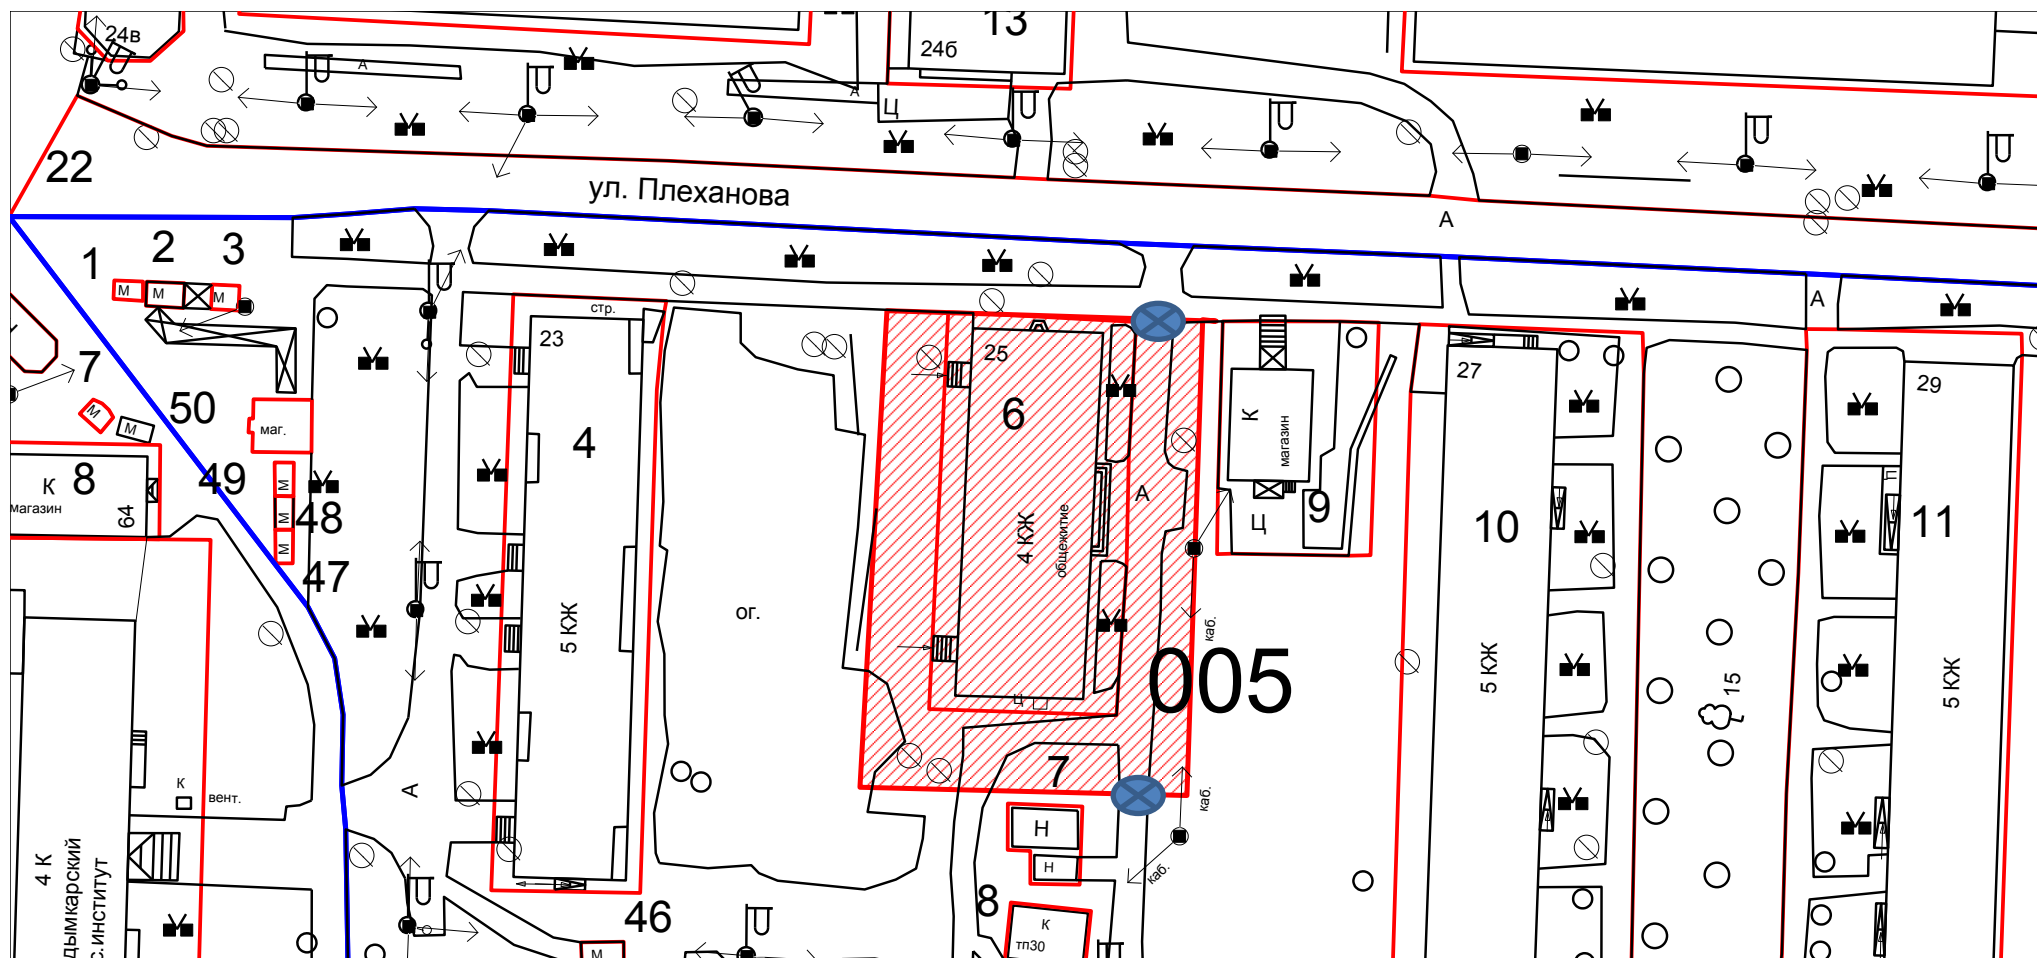 24в
24б
13
А
А
Ц
22
ул. Плеханова
А
1
2
3
М
М
М
А
стр.
23
25
27
29
7
50
М
М
маг.
4
6
К
магазин
К
8
магазин
64
49
М
М
М
48
47
А
4 КЖ
общежитие
Ц
9
10
11
Ц
5 КЖ
ог.
каб.
005
5 КЖ
15
5 КЖ
Ц
К
вент.
А
7
каб.
Н
Н
каб.
4 К
дымкарский
с.институт
46
М
8
К
тп30